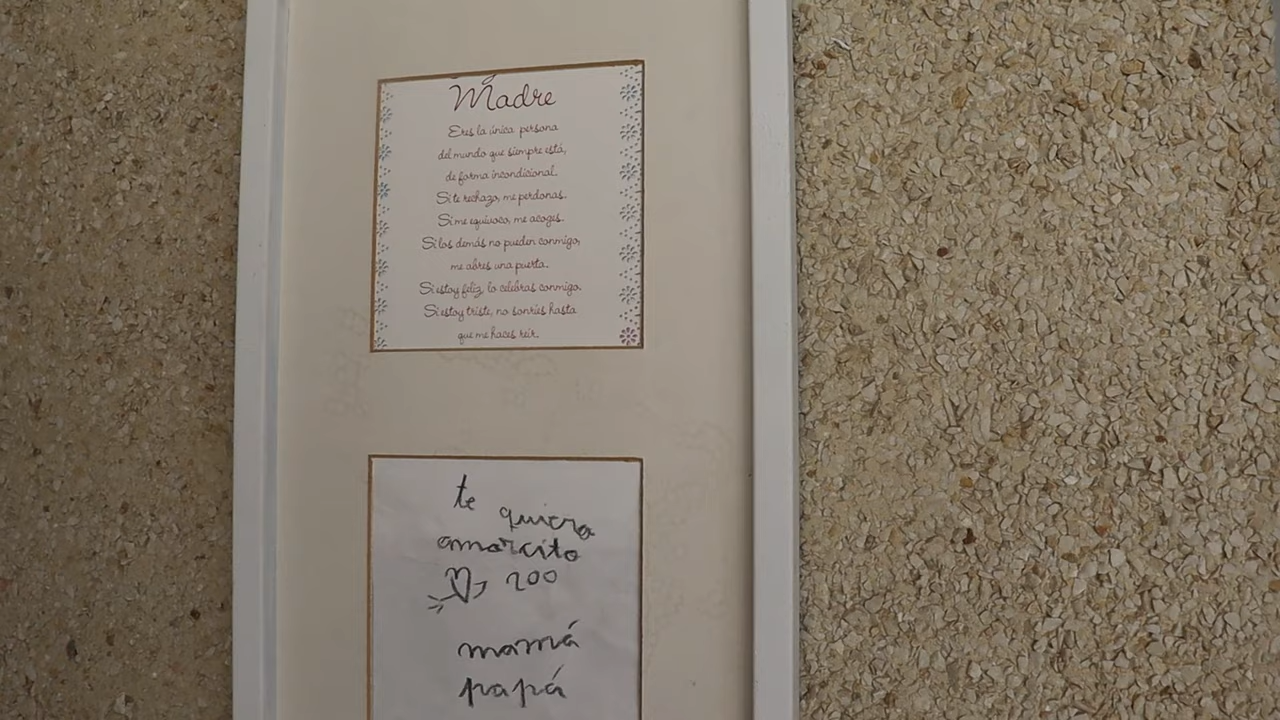 Madre
Eres la única persona
del mundo que siempre está,
de forma incondicional.
Si te rechazo, me perdonas.
Si me equivoco, me acoges.
Si los demás no pueden conmigo,
me abres una puerta.
Si estoy feliz, lo celebras conmigo.
Si estoy triste, no sonríes hasta
que me haces reír.
te quiero
amorcito
200
mamá
papá